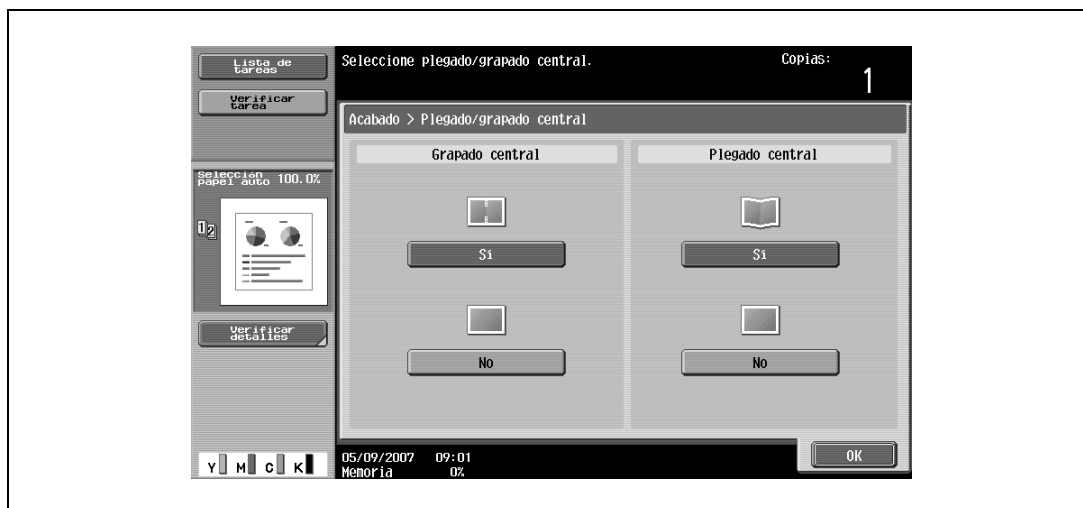 Lista de
tareas
Verificar
tarea
Seleccione plegado/grapado central.
Copias:
1
Acabado > Plegado/grapado central
Grapado central
Plegado central
Selección
papel auto 100.0%
12
Sí
Sí
Verificar
detalles
No
No
Y M C K
05/09/2007 09:01
Memoria 0%
OK